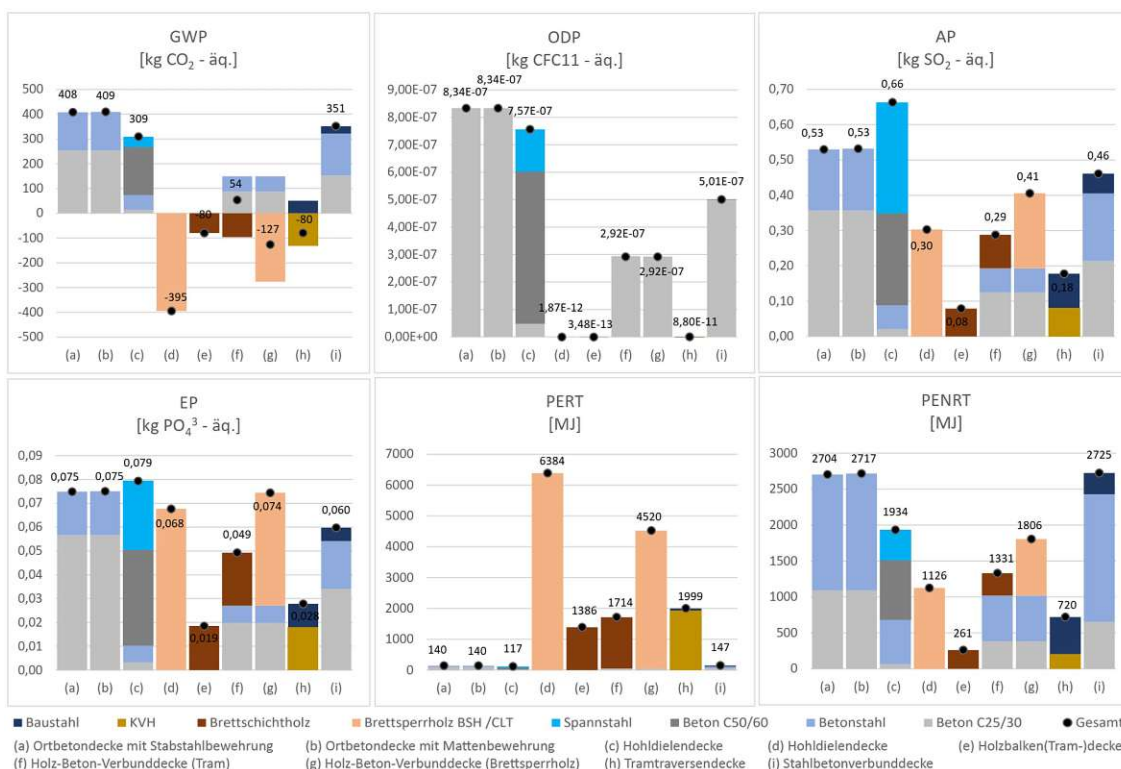 GWP
[kg CO₂ - äq.]
500
400
300
200
100
0
-100
-200
-300
-400
-500
408
409
309
-395
-80
54
-127
-80
351
(a) (b) (c) (d) (e) (f) (g) (h) (i)
ODP
[kg CFC11 - äq.]
9,00E-07
8,00E-07
7,00E-07
6,00E-07
5,00E-07
4,00E-07
3,00E-07
2,00E-07
1,00E-07
0,00E+00
8,34E-07
8,34E-07
7,57E-07
1,87E-12
3,48E-13
2,92E-07
2,92E-07
8,80E-11
5,01E-07
(a) (b) (c) (d) (e) (f) (g) (h) (i)
AP
[kg SO₂ - äq.]
0,70
0,60
0,50
0,40
0,30
0,20
0,10
0,00
0,53
0,53
0,66
0,30
0,08
0,29
0,41
0,18
0,46
(a) (b) (c) (d) (e) (f) (g) (h) (i)
EP
[kg PO₄³ - äq.]
0,09
0,08
0,07
0,06
0,05
0,04
0,03
0,02
0,01
0,00
0,075
0,075
0,079
0,068
0,019
0,049
0,074
0,028
0,060
(a) (b) (c) (d) (e) (f) (g) (h) (i)
PERT
[MJ]
7000
6000
5000
4000
3000
2000
1000
0
140
140
117
6384
1386
1714
4520
1999
147
(a) (b) (c) (d) (e) (f) (g) (h) (i)
PENRT
[MJ]
3000
2500
2000
1500
1000
500
0
2704
2717
1934
1126
261
1331
1806
720
2725
(a) (b) (c) (d) (e) (f) (g) (h) (i)
Baustahl KVH Brettschichtholz Brettsperrholz BSH /CLT Spannstahl Beton C50/60 Betonstahl Beton C25/30 Gesamt
(a) Ortbetondecke mit Stabstahlbewehrung (b) Ortbetondecke mit Mattenbewehrung (c) Hohldielendecke (d) Hohldielendecke (e) Holzbalken(Tram-)decke
(f) Holz-Beton-Verbunddecke (Tram) (g) Holz-Beton-Verbunddecke (Brettsperrholz) (h) Tramtraversendecke (i) Stahlbetonverbunddecke